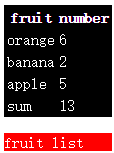 fruit number
orange 6
banana 2
apple 5
sum 13
fruit list